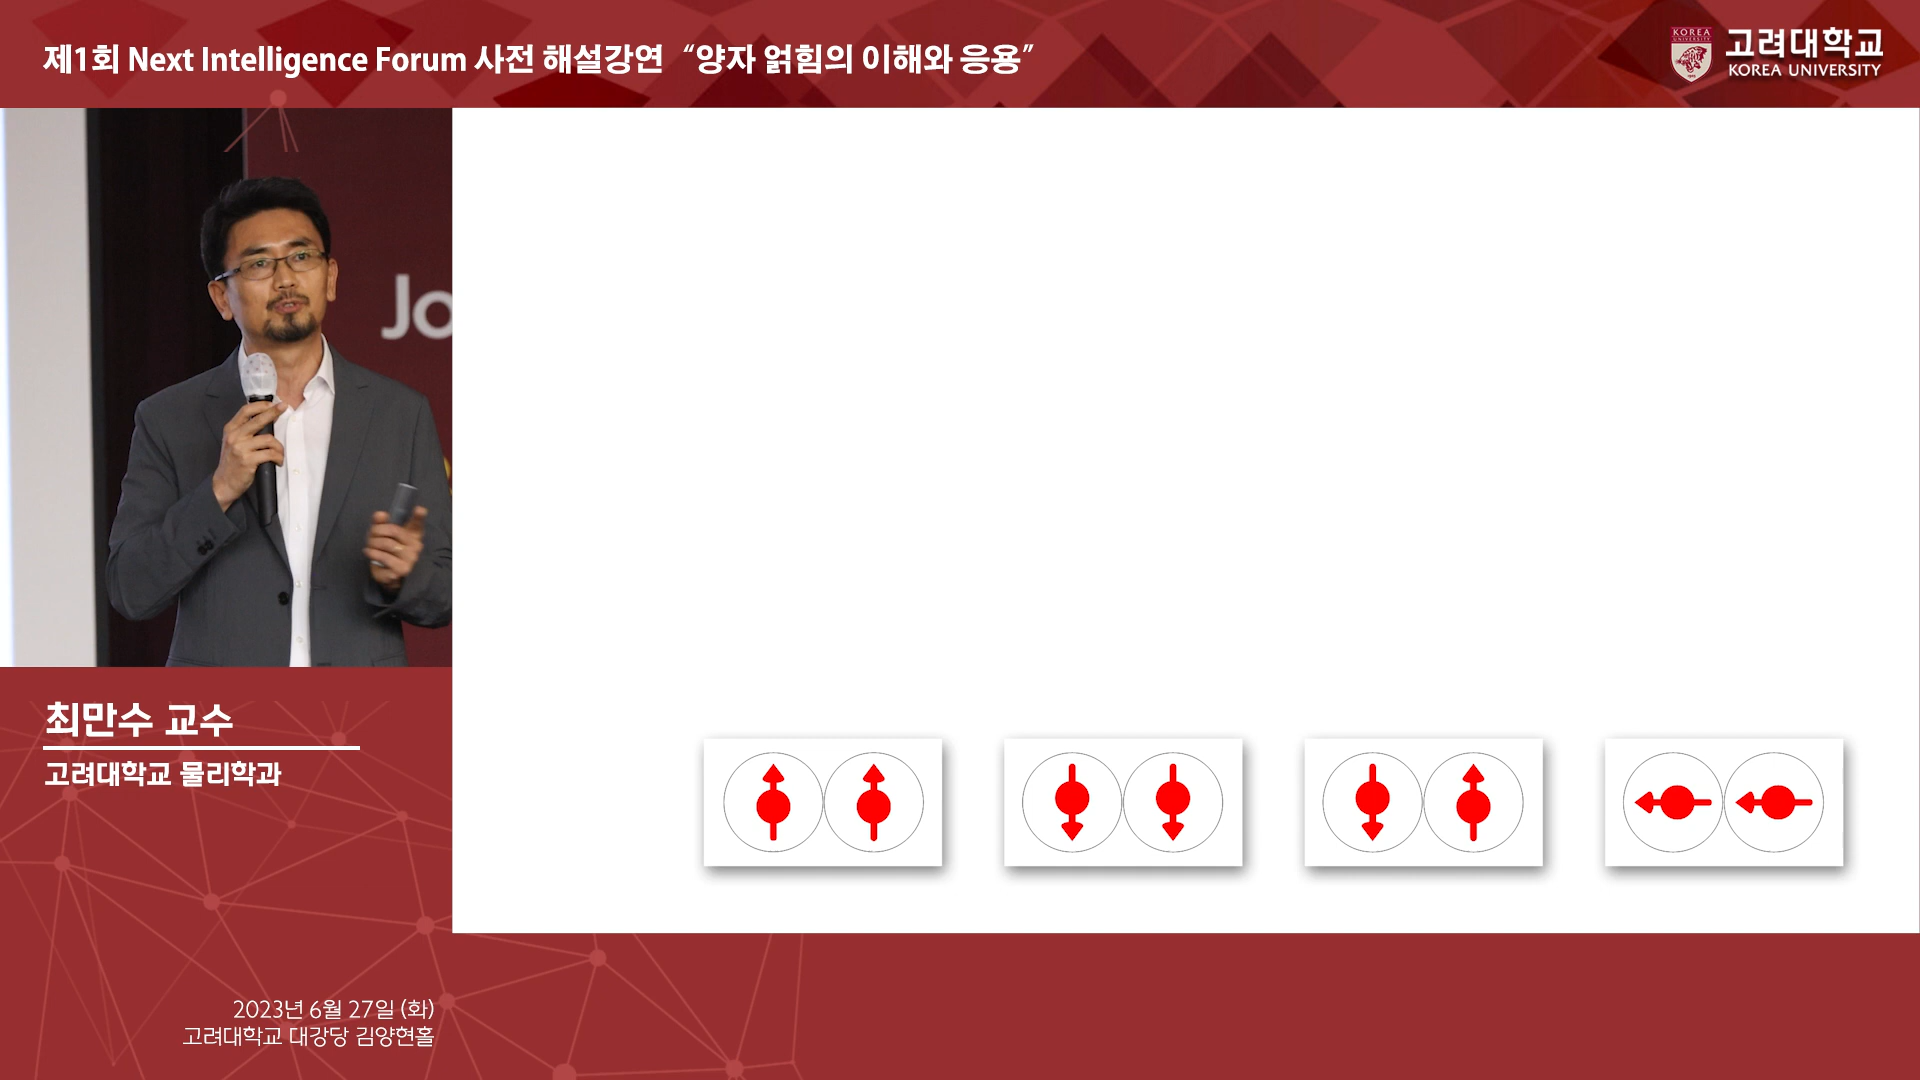 제1회 Next Intelligence Forum 사전 해설강연 “양자 얽힘의 이해와 응용”
KOREA
UNIVERSITY
고려대학교
KOREA UNIVERSITY
Jo
최만수 교수
고려대학교 물리학과
2023년 6월 27일 (화)
고려대학교 대강당 김양현홀